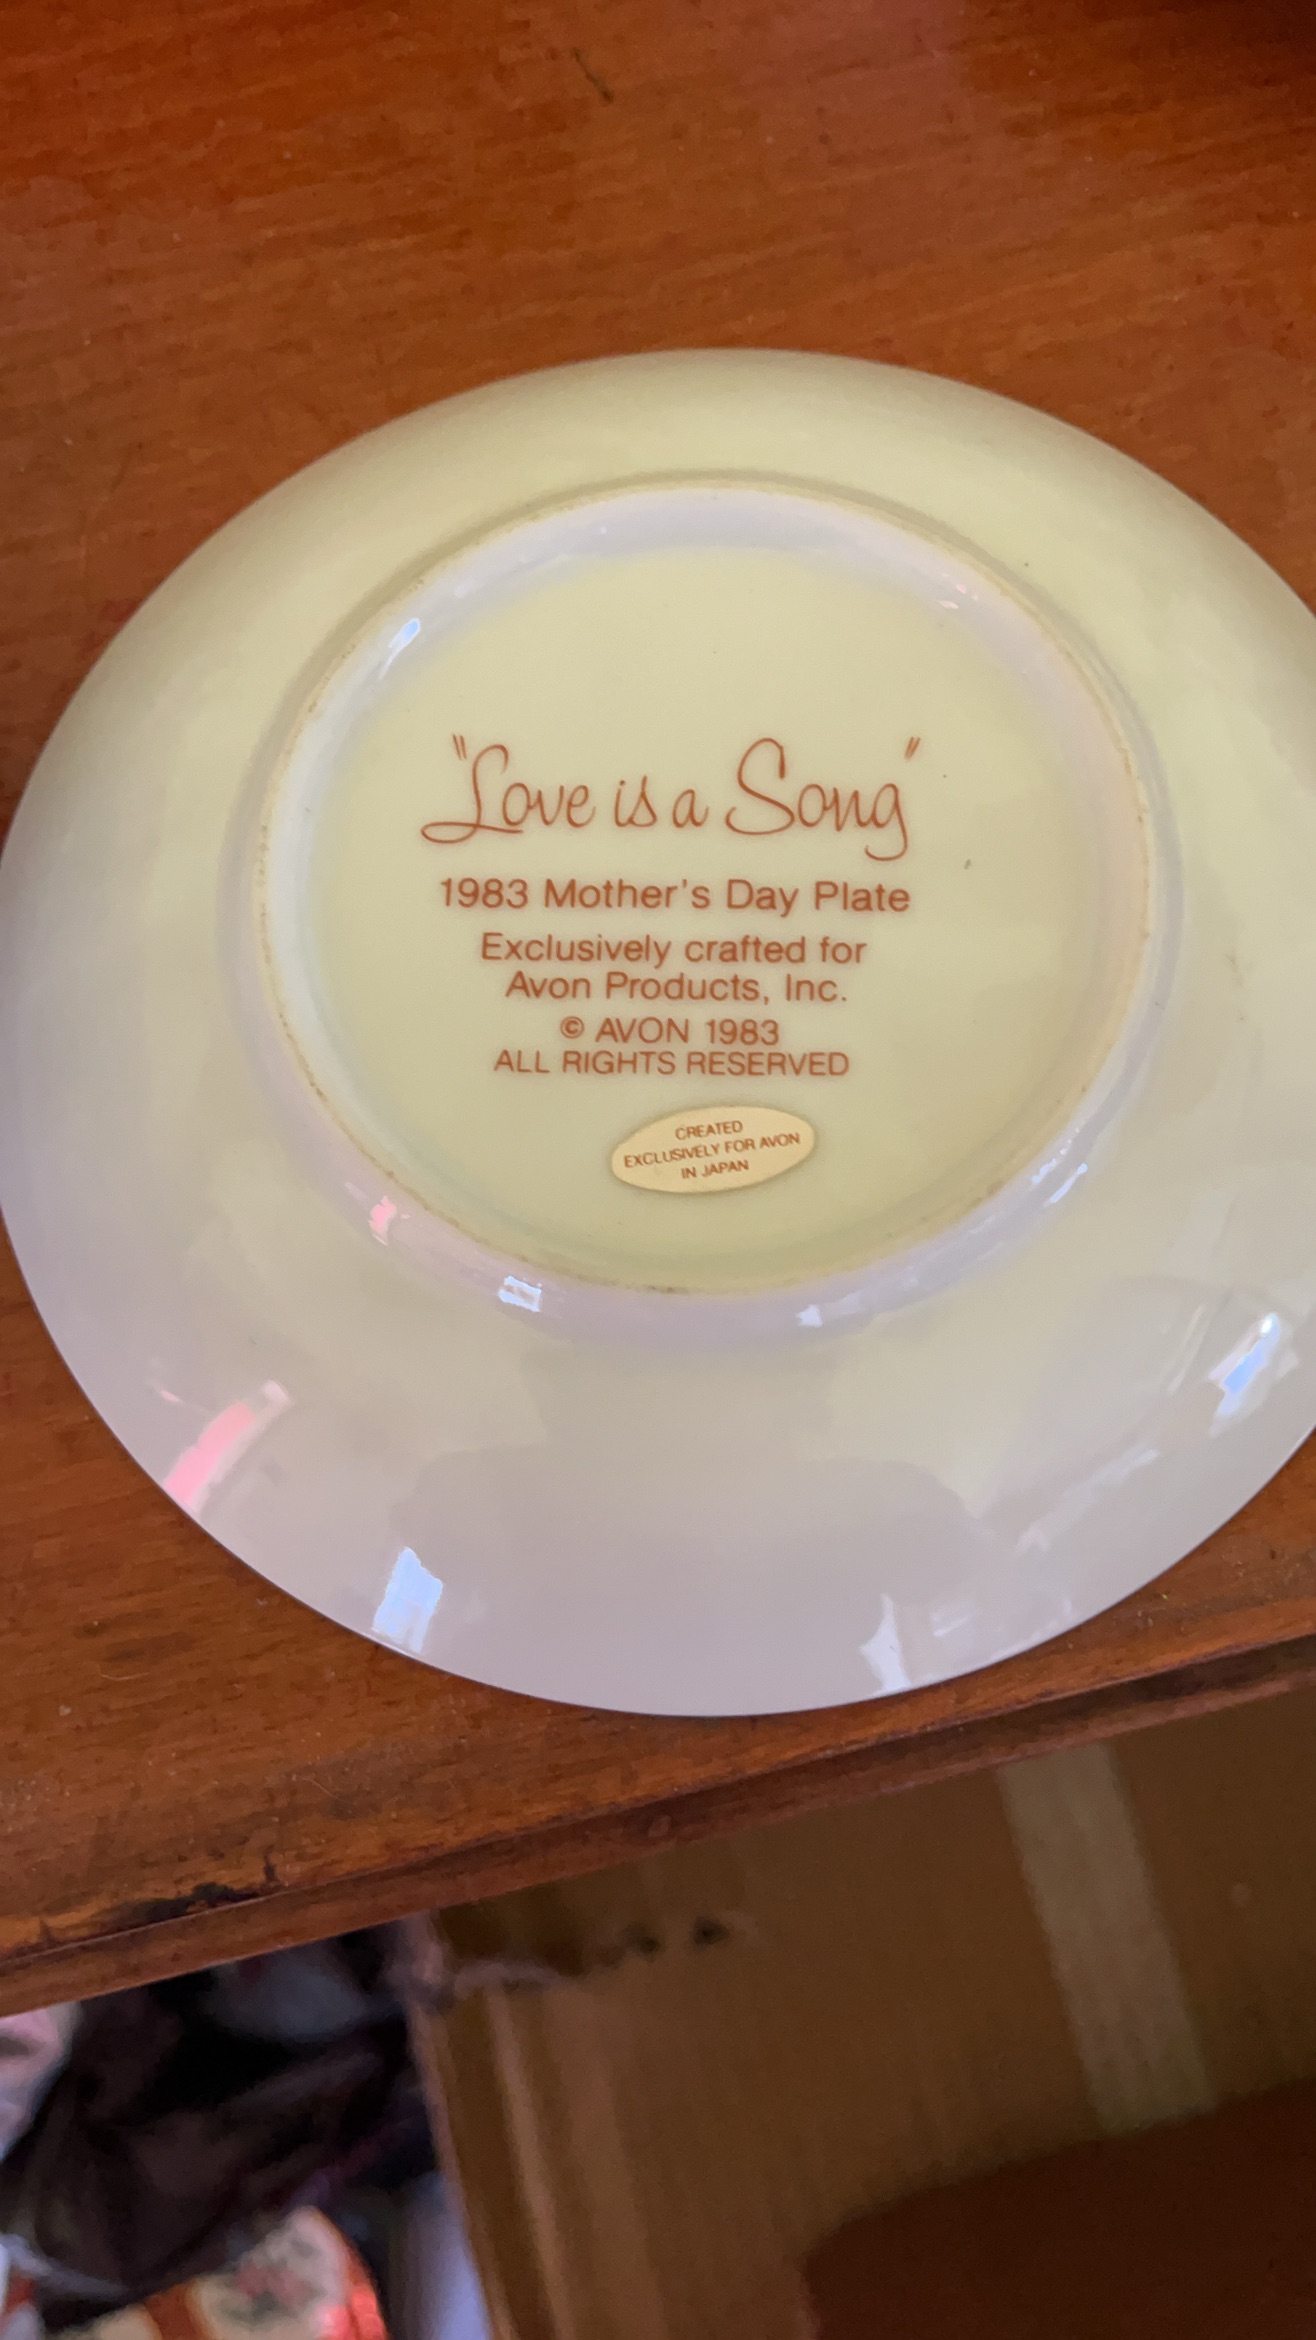 "Love is a Song"
1983 Mother's Day Plate
Exclusively crafted for
Avon Products, Inc.
© AVON 1983
ALL RIGHTS RESERVED
CREATED
EXCLUSIVELY FOR AVON
IN JAPAN